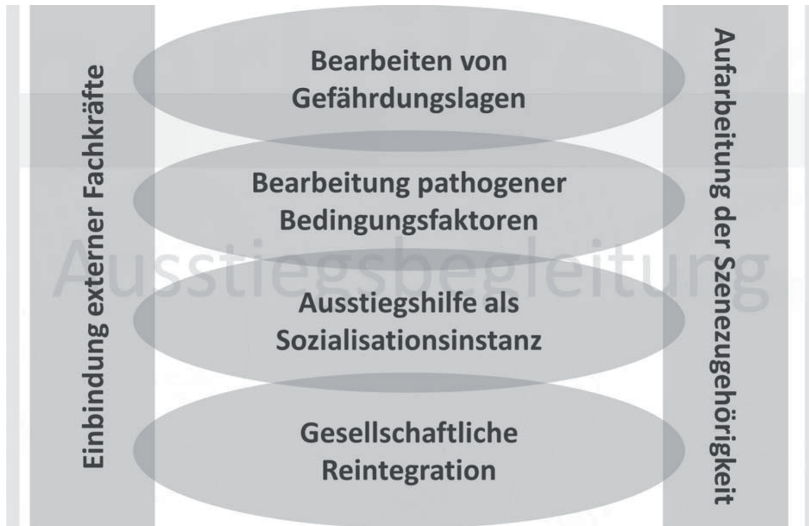 Einbindung externer Fachkräfte
Bearbeiten von
Gefährdungslagen
Bearbeitung pathogener
Bedingungsfaktoren
Ausstiegsbegleitung
Ausstiegshilfe als
Sozialisationsinstanz
Gesellschaftliche
Reintegration
Aufarbeitung der Szenezugehörigkeit